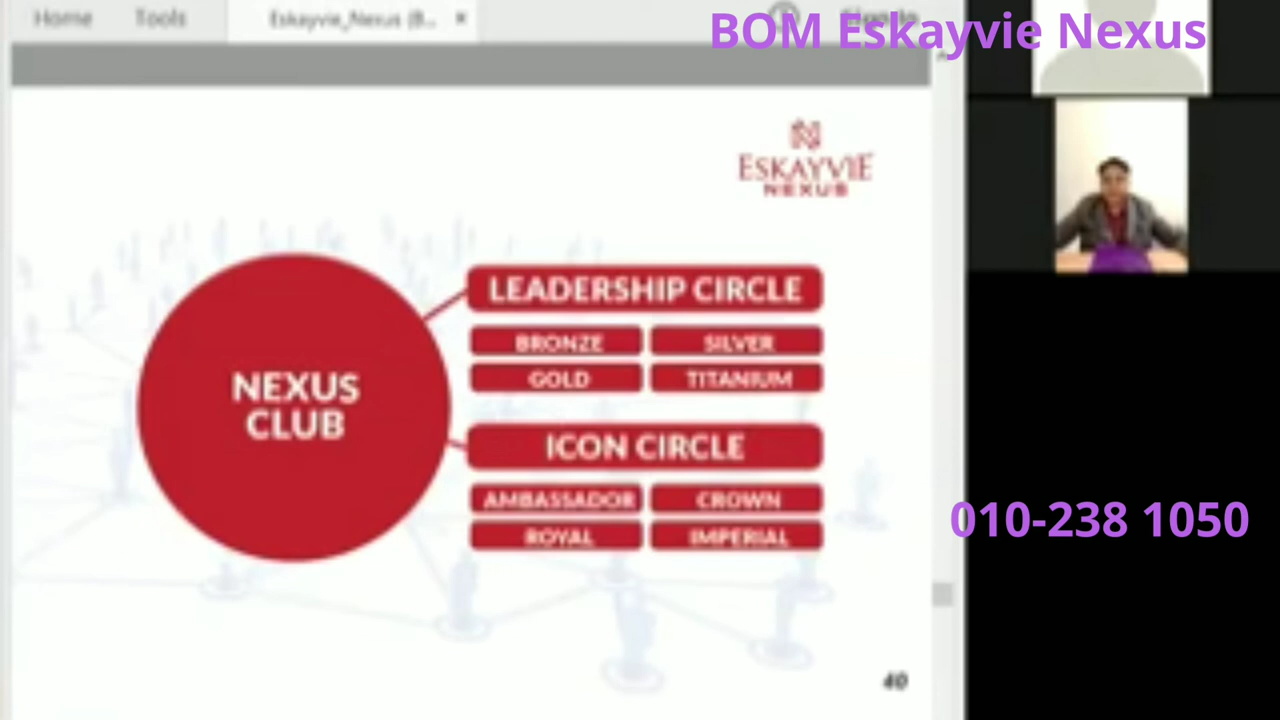 Home Tools Eskayvie_Nexus (B...
BOM Eskayvie Nexus
ESKAYVIE
NEXUS
NEXUS
CLUB
LEADERSHIP CIRCLE
BRONZE SILVER
GOLD TITANIUM
ICON CIRCLE
AMBASSADOR CROWN
ROYAL IMPERIAL
010-238 1050
40